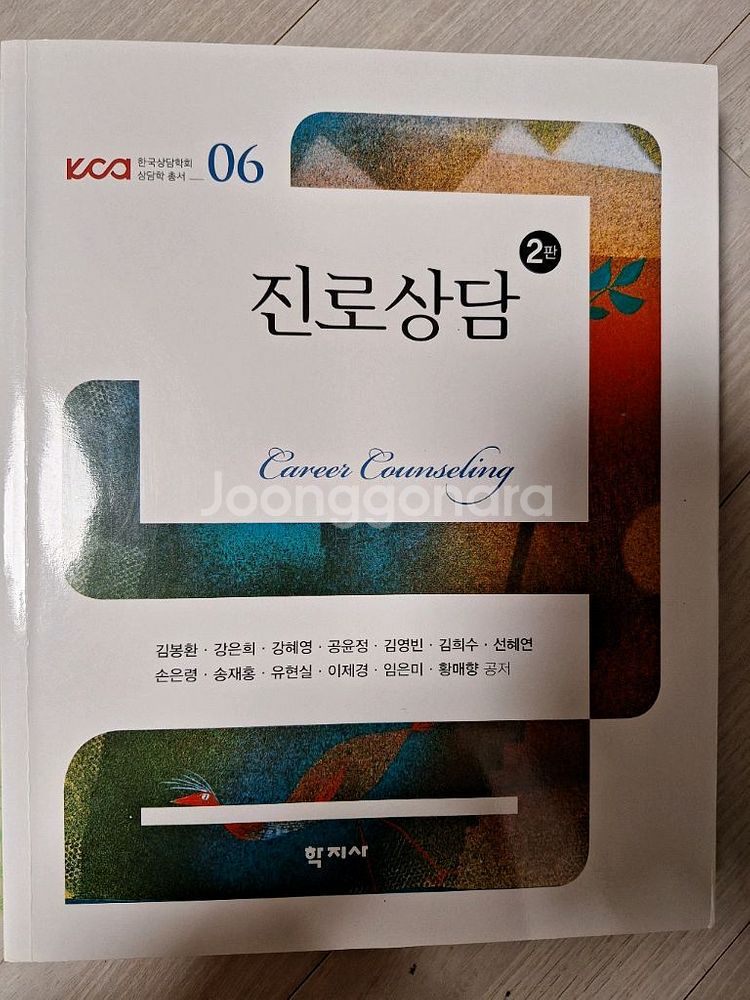 KCA 한국상담학회
상담학 총서 06
2판
진로상담
Career Counseling
Joonggonara
김봉환 · 강은희 · 강혜영 · 공윤정 · 김영빈 · 김희수 · 선혜연
손은령 · 송재홍 · 유현실 · 이제경 · 임은미 · 황매향 공저
학지사